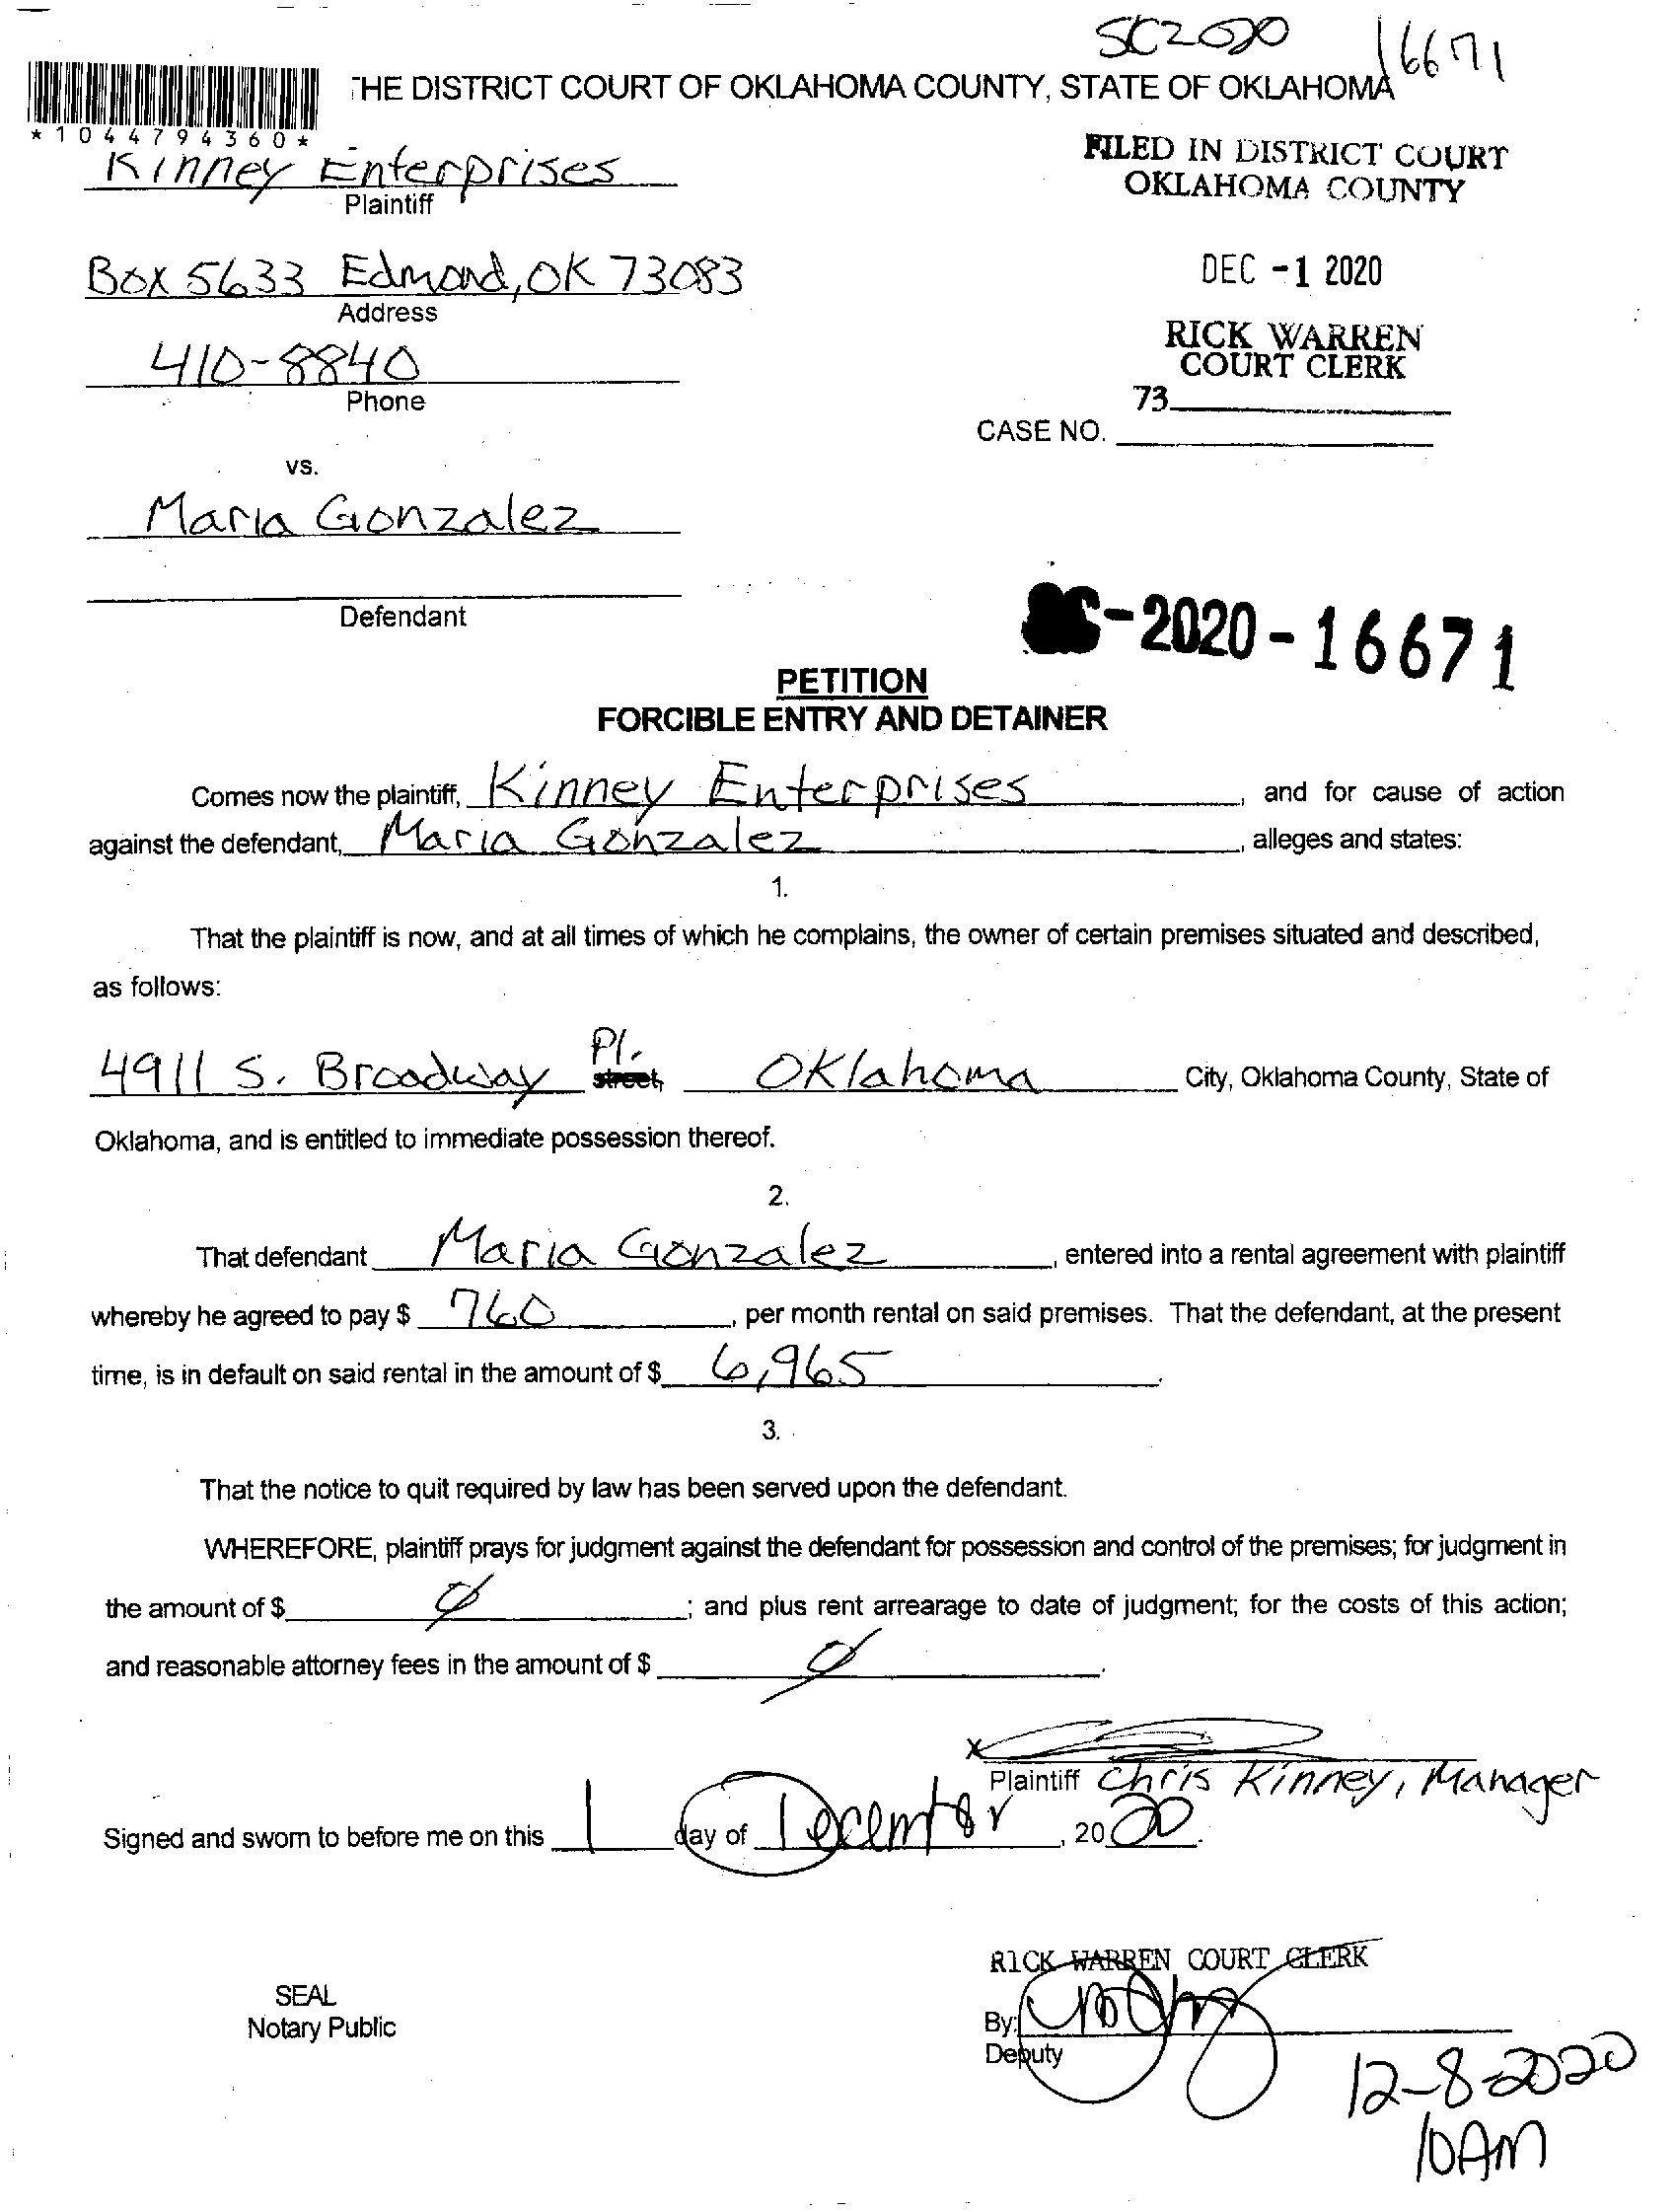 SC2020 16671
THE DISTRICT COURT OF OKLAHOMA COUNTY, STATE OF OKLAHOMA
*1044794360*
Kinney Enterprises
Plaintiff
FILED IN DISTRICT COURT
OKLAHOMA COUNTY
Box 5633 Edmond, OK 73083
Address
DEC -1 2020
410-8840
Phone
RICK WARREN
COURT CLERK
73
CASE NO.
vs.
Maria Gonzalez
Defendant
SC-2020-16671
PETITION
FORCIBLE ENTRY AND DETAINER
Comes now the plaintiff, Kinney Enterprises, and for cause of action
against the defendant, Maria Gonzalez, alleges and states:
1.
That the plaintiff is now, and at all times of which he complains, the owner of certain premises situated and described,
as follows:
4911 S. Broadway Pl. street, Oklahoma City, Oklahoma County, State of
Oklahoma, and is entitled to immediate possession thereof.
2.
That defendant Maria Gonzalez, entered into a rental agreement with plaintiff
whereby he agreed to pay $ 760, per month rental on said premises. That the defendant, at the present
time, is in default on said rental in the amount of $ 6,965.
3.
That the notice to quit required by law has been served upon the defendant.
WHEREFORE, plaintiff prays for judgment against the defendant for possession and control of the premises; for judgment in
the amount of $ Ø; and plus rent arrearage to date of judgment; for the costs of this action;
and reasonable attorney fees in the amount of $ Ø.
x
Plaintiff Chris Kinney, Manager
Signed and sworn to before me on this 1 day of December, 2020.
RICK WARREN COURT CLERK
SEAL
Notary Public
By:
Deputy
12-8-2020
10AM